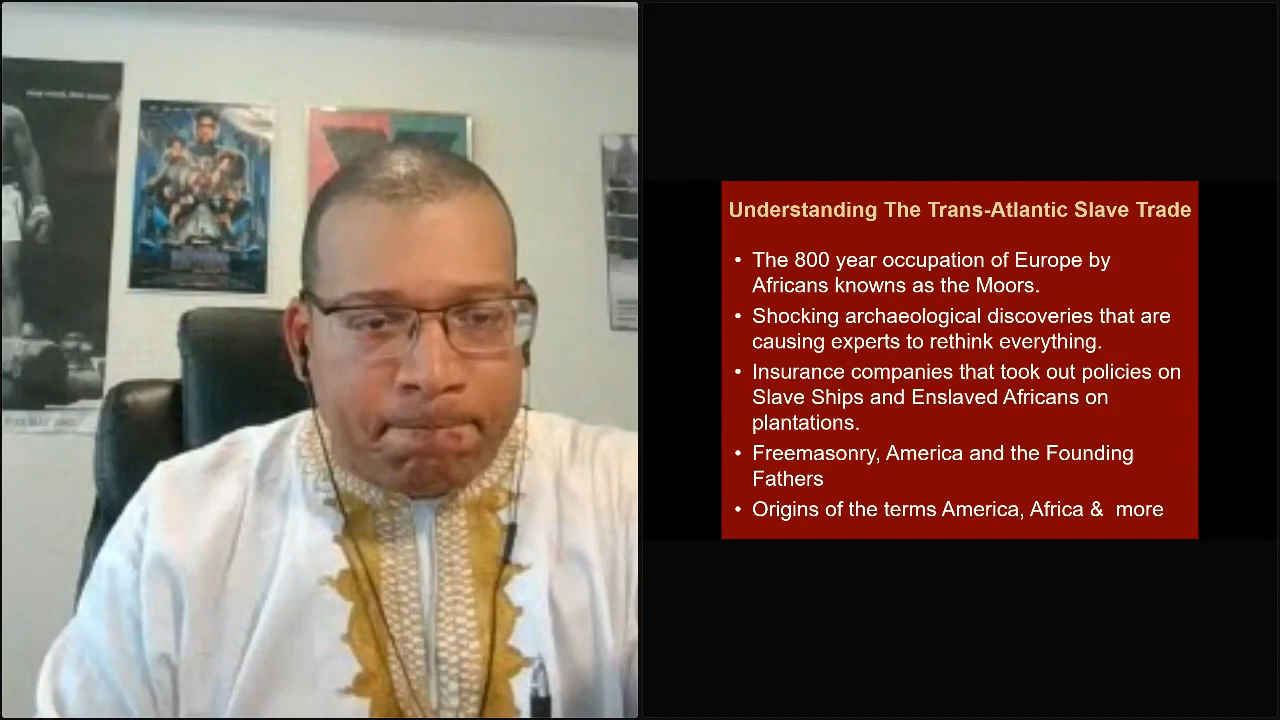 Understanding The Trans-Atlantic Slave Trade
• The 800 year occupation of Europe by
Africans knowns as the Moors.
• Shocking archaeological discoveries that are
causing experts to rethink everything.
• Insurance companies that took out policies on
Slave Ships and Enslaved Africans on
plantations.
• Freemasonry, America and the Founding
Fathers
• Origins of the terms America, Africa &  more